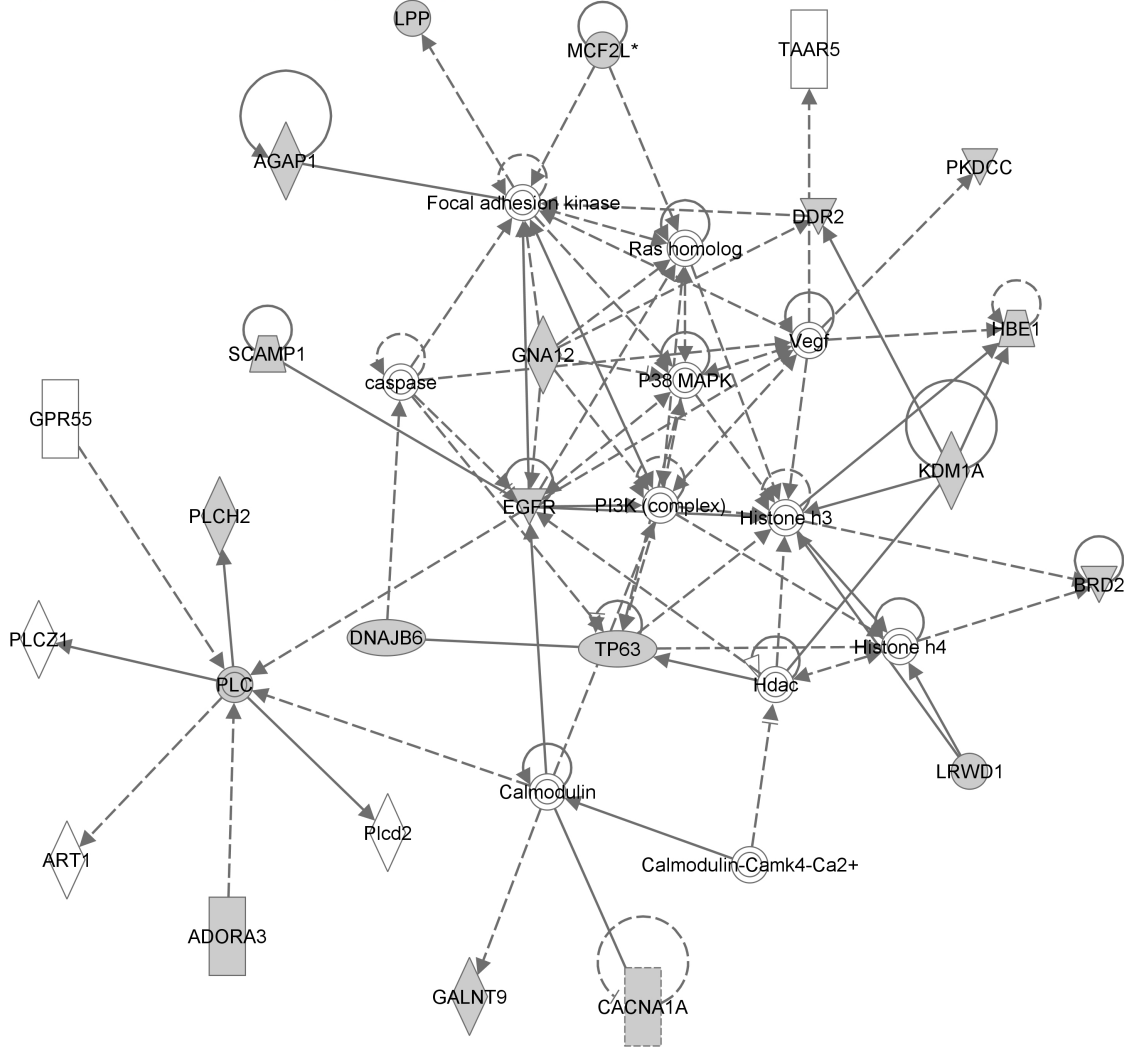 LPP
MCF2L*
TAAR5
AGAP1
PKDCC
Focal adhesion kinase
DDR2
Ras homolog
SCAMP1
GNA12
Vegf
HBE1
caspase
P38 MAPK
GPR55
KDM1A
PLCH2
EGFR
PI3K (complex)
Histone h3
BRD2
PLCZ1
DNAJB6
TP63
Histone h4
PLC
Hdac
LRWD1
Calmodulin
ART1
Plcd2
Calmodulin-Camk4-Ca2+
ADORA3
GALNT9
CACNA1A